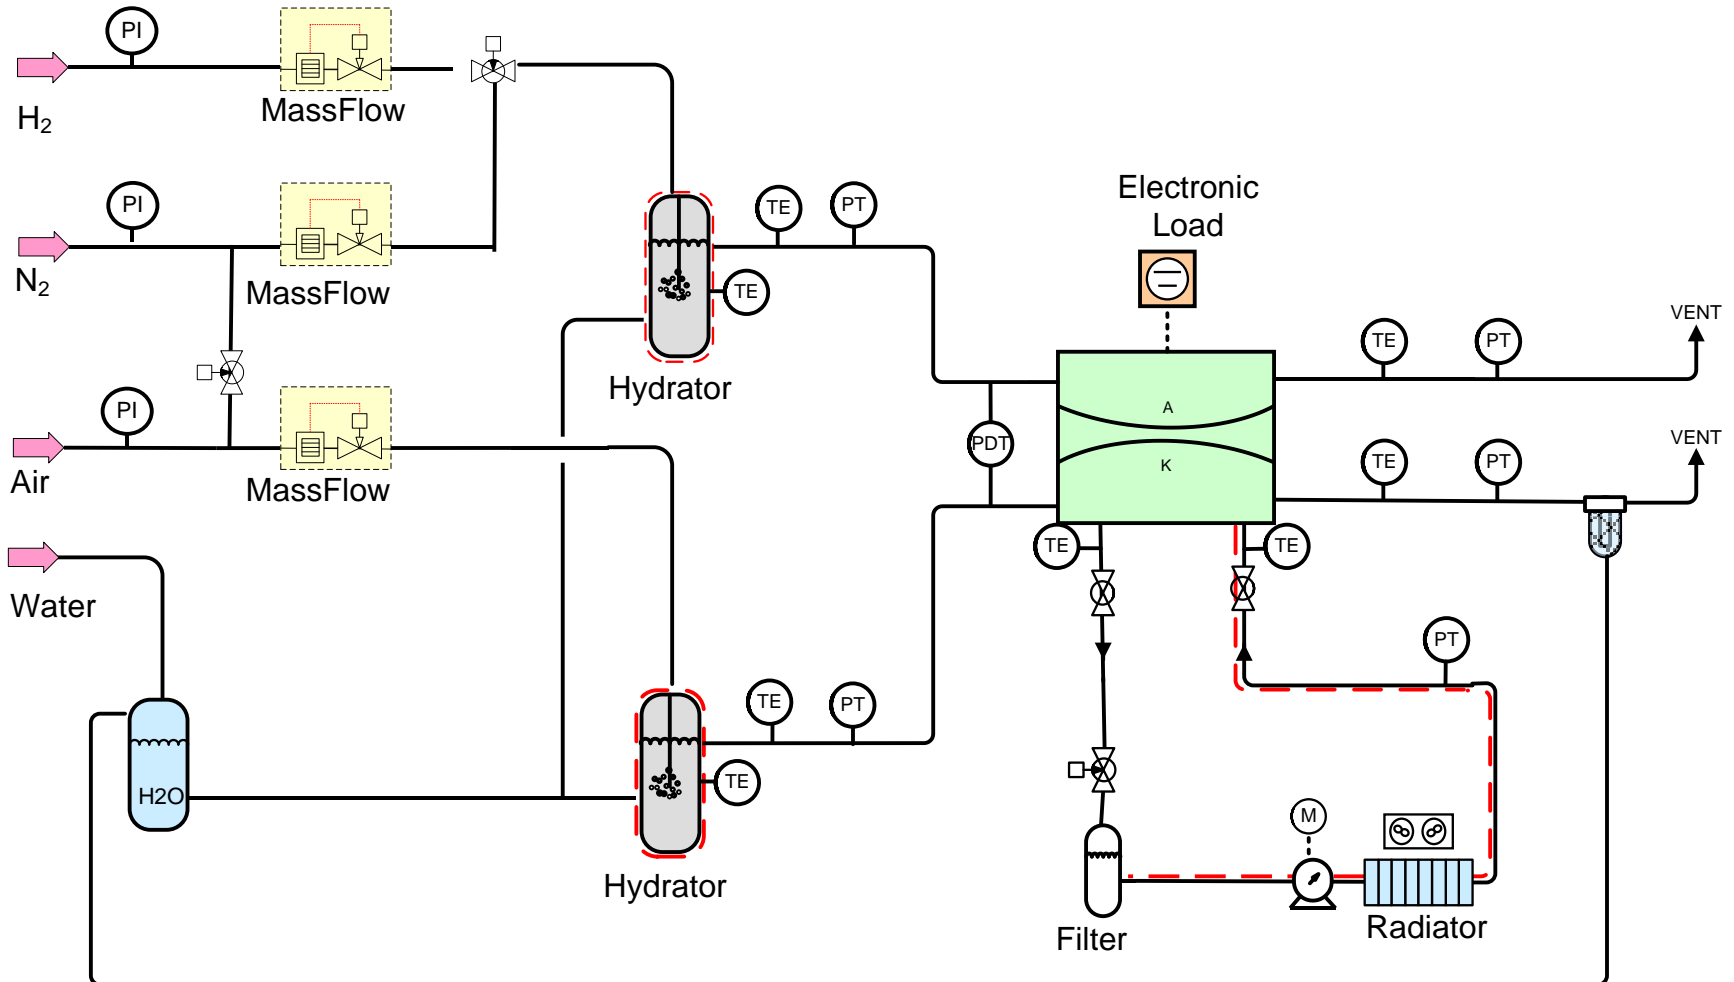 PI
H₂
MassFlow
PI
N₂
MassFlow
PI
Air
MassFlow
Water
H2O
TE
PT
TE
Hydrator
TE
PT
TE
Hydrator
PDT
Electronic
Load
A
K
TE
PT
VENT
TE
PT
VENT
TE
TE
PT
M
Filter
Radiator